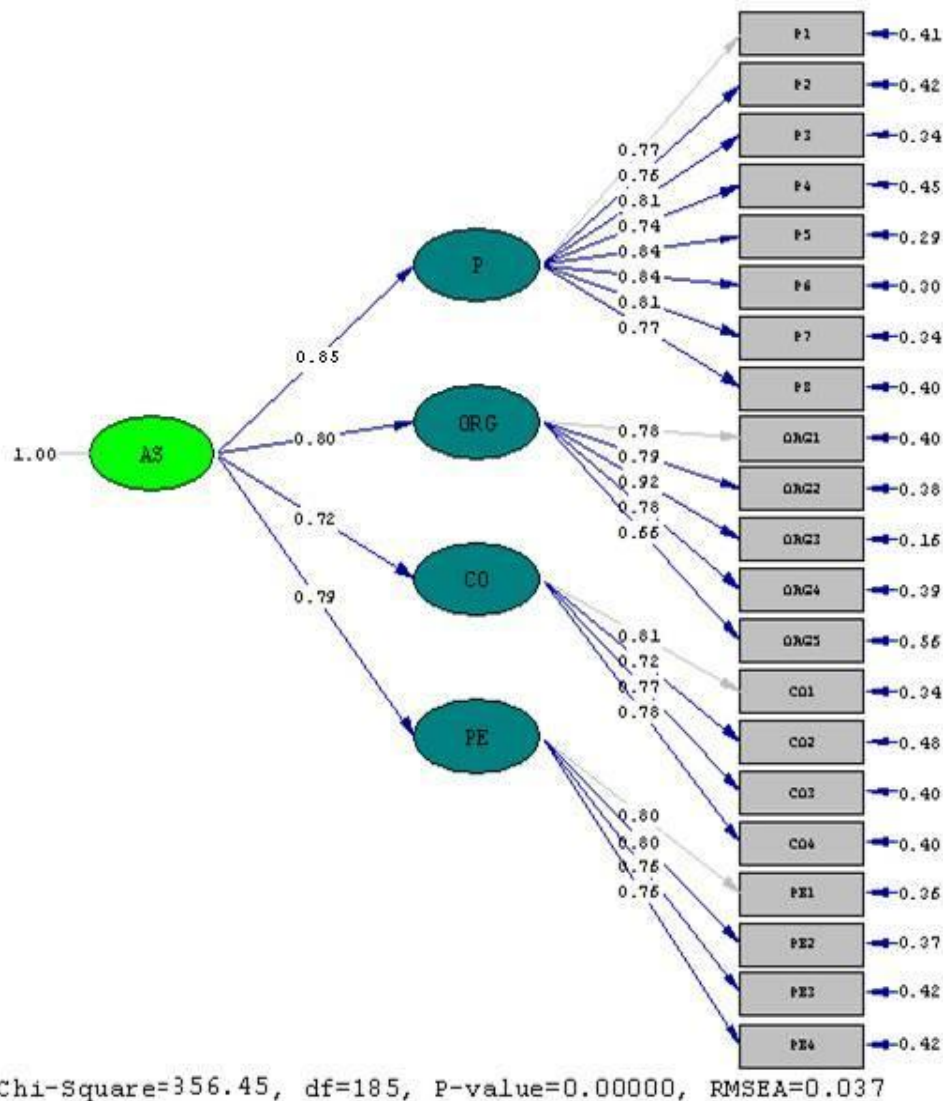 P1 0.41
P2 0.42
P3 0.34
P4 0.45
P5 0.29
P6 0.30
P7 0.34
P8 0.40
ORG1 0.40
ORG2 0.38
ORG3 0.16
ORG4 0.39
ORG5 0.56
CO1 0.34
CO2 0.48
CO3 0.40
CO4 0.40
PE1 0.36
PE2 0.37
PE3 0.42
PE4 0.42
0.77
0.76
0.81
0.74
0.84
0.84
0.81
0.77
P
0.85
ORG
0.78
0.79
0.92
0.78
0.66
0.80
1.00 AS
0.72
CO
0.81
0.72
0.77
0.78
0.79
PE
0.80
0.80
0.76
0.76
Chi-Square=356.45, df=185, P-value=0.00000, RMSEA=0.037